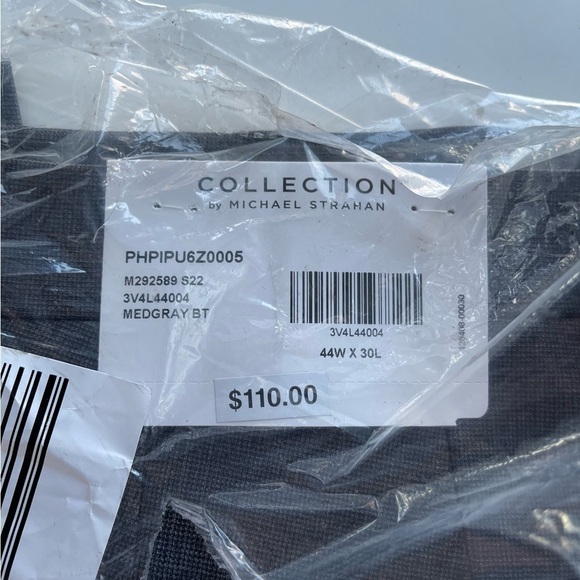 COLLECTION
by MICHAEL STRAHAN
PHPIPU6Z0005
M292589 S22
3V4L44004
MEDGRAY BT
3V4L44004
44W X 30L
$110.00